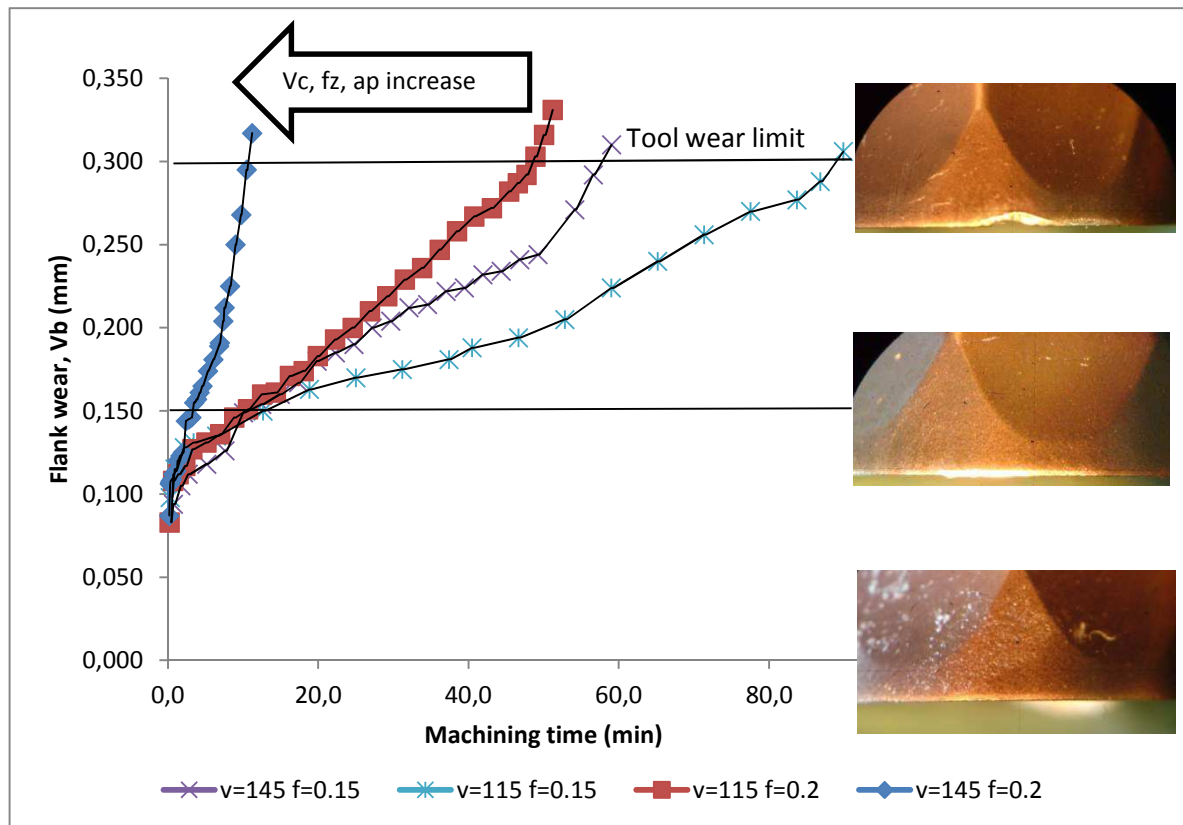 Vc, fz, ap increase
Tool wear limit
Flank wear, Vb (mm)
0,350
0,300
0,250
0,200
0,150
0,100
0,050
0,000
0,0
20,0
40,0
60,0
80,0
Machining time (min)
v=145 f=0.15
v=115 f=0.15
v=115 f=0.2
v=145 f=0.2